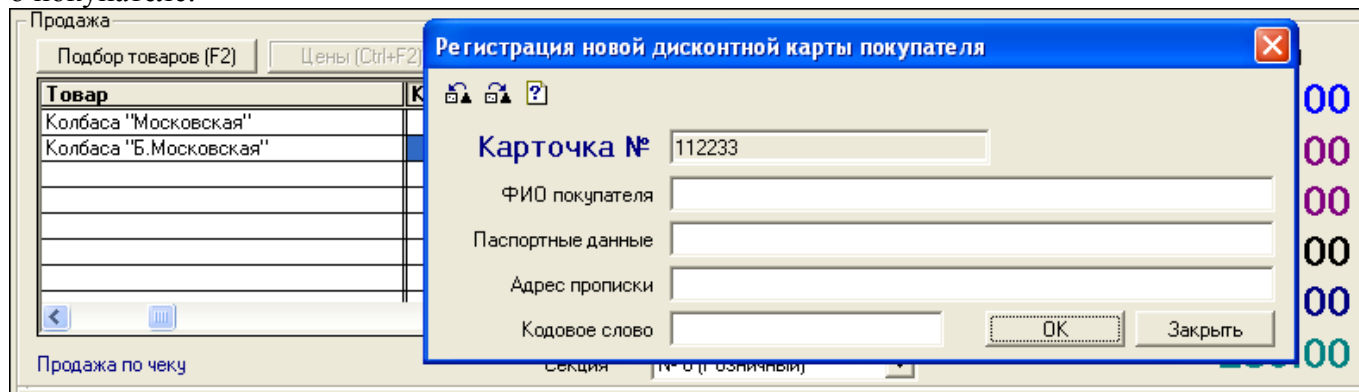 Продажа
Подбор товаров (F2)
Цены (Ctrl+F2)
Товар
К
Колбаса "Московская"
Колбаса "Б.Московская"
Продажа по чеку
Регистрация новой дисконтной карты покупателя
Карточка № 112233
ФИО покупателя
Паспортные данные
Адрес прописки
Кодовое слово
OK
Закрыть
00
00
00
00
00
00